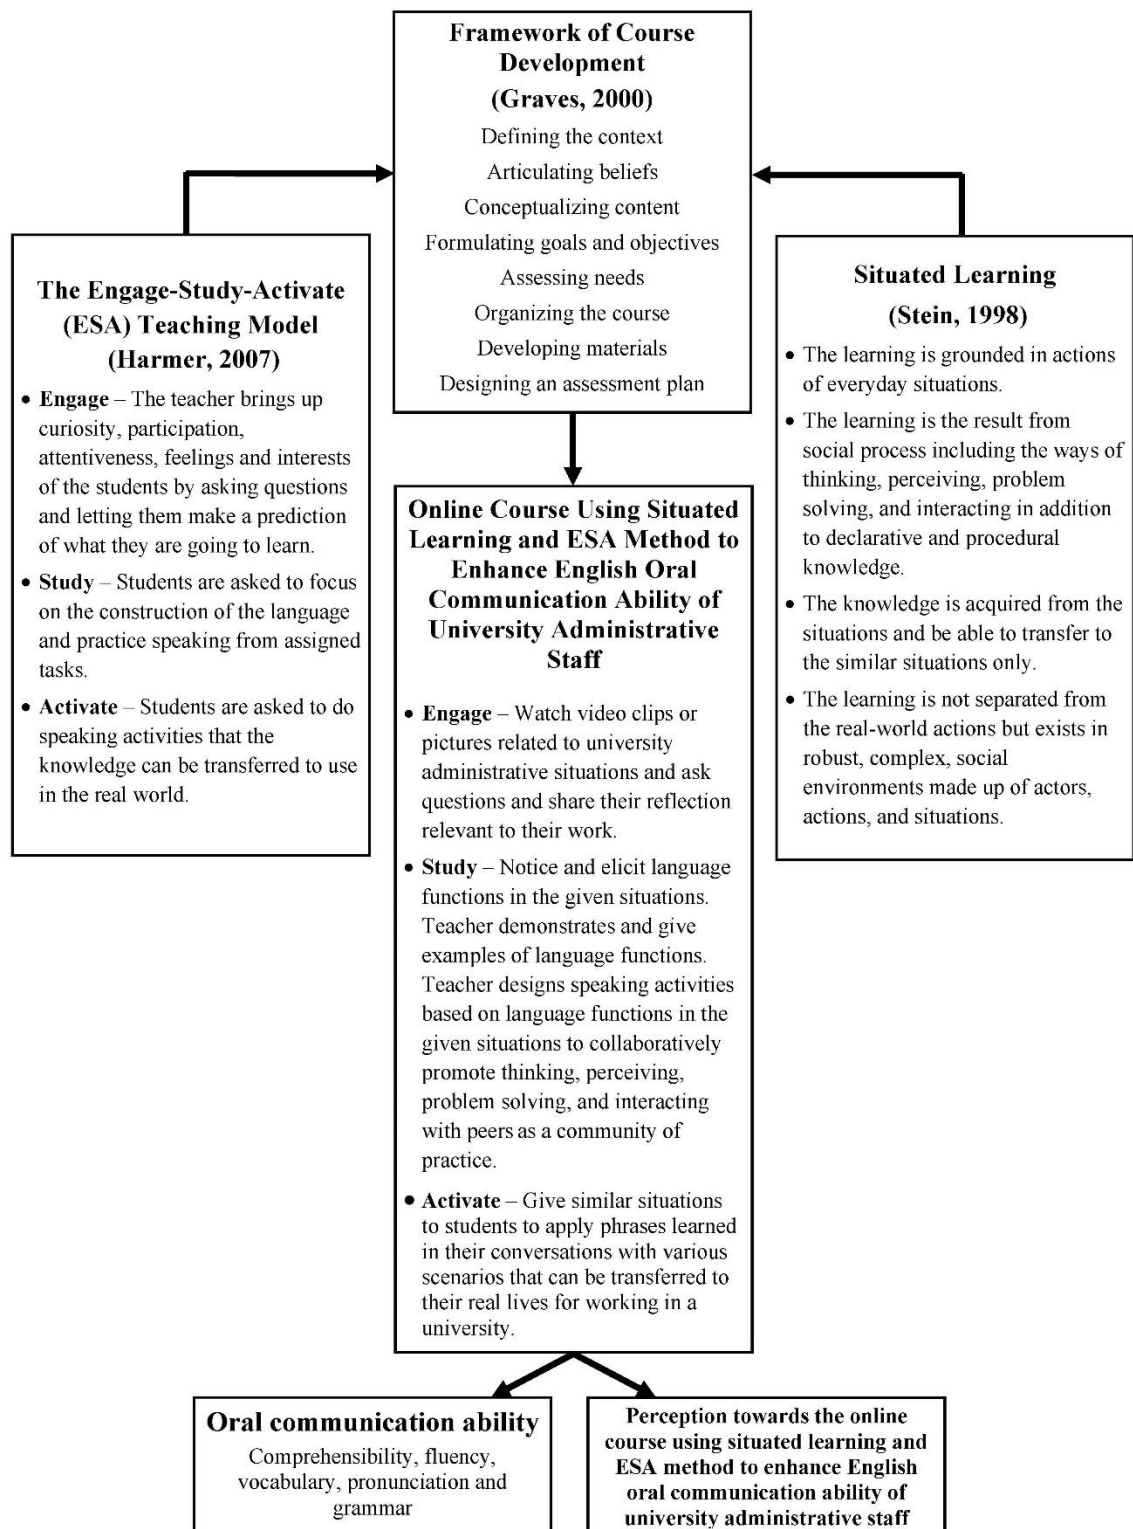 Framework of Course
Development
(Graves, 2000)
Defining the context
Articulating beliefs
Conceptualizing content
Formulating goals and objectives
Assessing needs
Organizing the course
Developing materials
Designing an assessment plan
The Engage-Study-Activate
(ESA) Teaching Model
(Harmer, 2007)
• Engage – The teacher brings up
curiosity, participation,
attentiveness, feelings and interests
of the students by asking questions
and letting them make a prediction
of what they are going to learn.
• Study – Students are asked to focus
on the construction of the language
and practice speaking from assigned
tasks.
• Activate – Students are asked to do
speaking activities that the
knowledge can be transferred to use
in the real world.
Situated Learning
(Stein, 1998)
• The learning is grounded in actions
of everyday situations.
• The learning is the result from
social process including the ways of
thinking, perceiving, problem
solving, and interacting in addition
to declarative and procedural
knowledge.
• The knowledge is acquired from the
situations and be able to transfer to
the similar situations only.
• The learning is not separated from
the real-world actions but exists in
robust, complex, social
environments made up of actors,
actions, and situations.
Online Course Using Situated
Learning and ESA Method to
Enhance English Oral
Communication Ability of
University Administrative
Staff
• Engage – Watch video clips or
pictures related to university
administrative situations and ask
questions and share their reflection
relevant to their work.
• Study – Notice and elicit language
functions in the given situations.
Teacher demonstrates and give
examples of language functions.
Teacher designs speaking activities
based on language functions in the
given situations to collaboratively
promote thinking, perceiving,
problem solving, and interacting
with peers as a community of
practice.
• Activate – Give similar situations
to students to apply phrases learned
in their conversations with various
scenarios that can be transferred to
their real lives for working in a
university.
Oral communication ability
Comprehensibility, fluency,
vocabulary, pronunciation and
grammar
Perception towards the online
course using situated learning and
ESA method to enhance English
oral communication ability of
university administrative staff